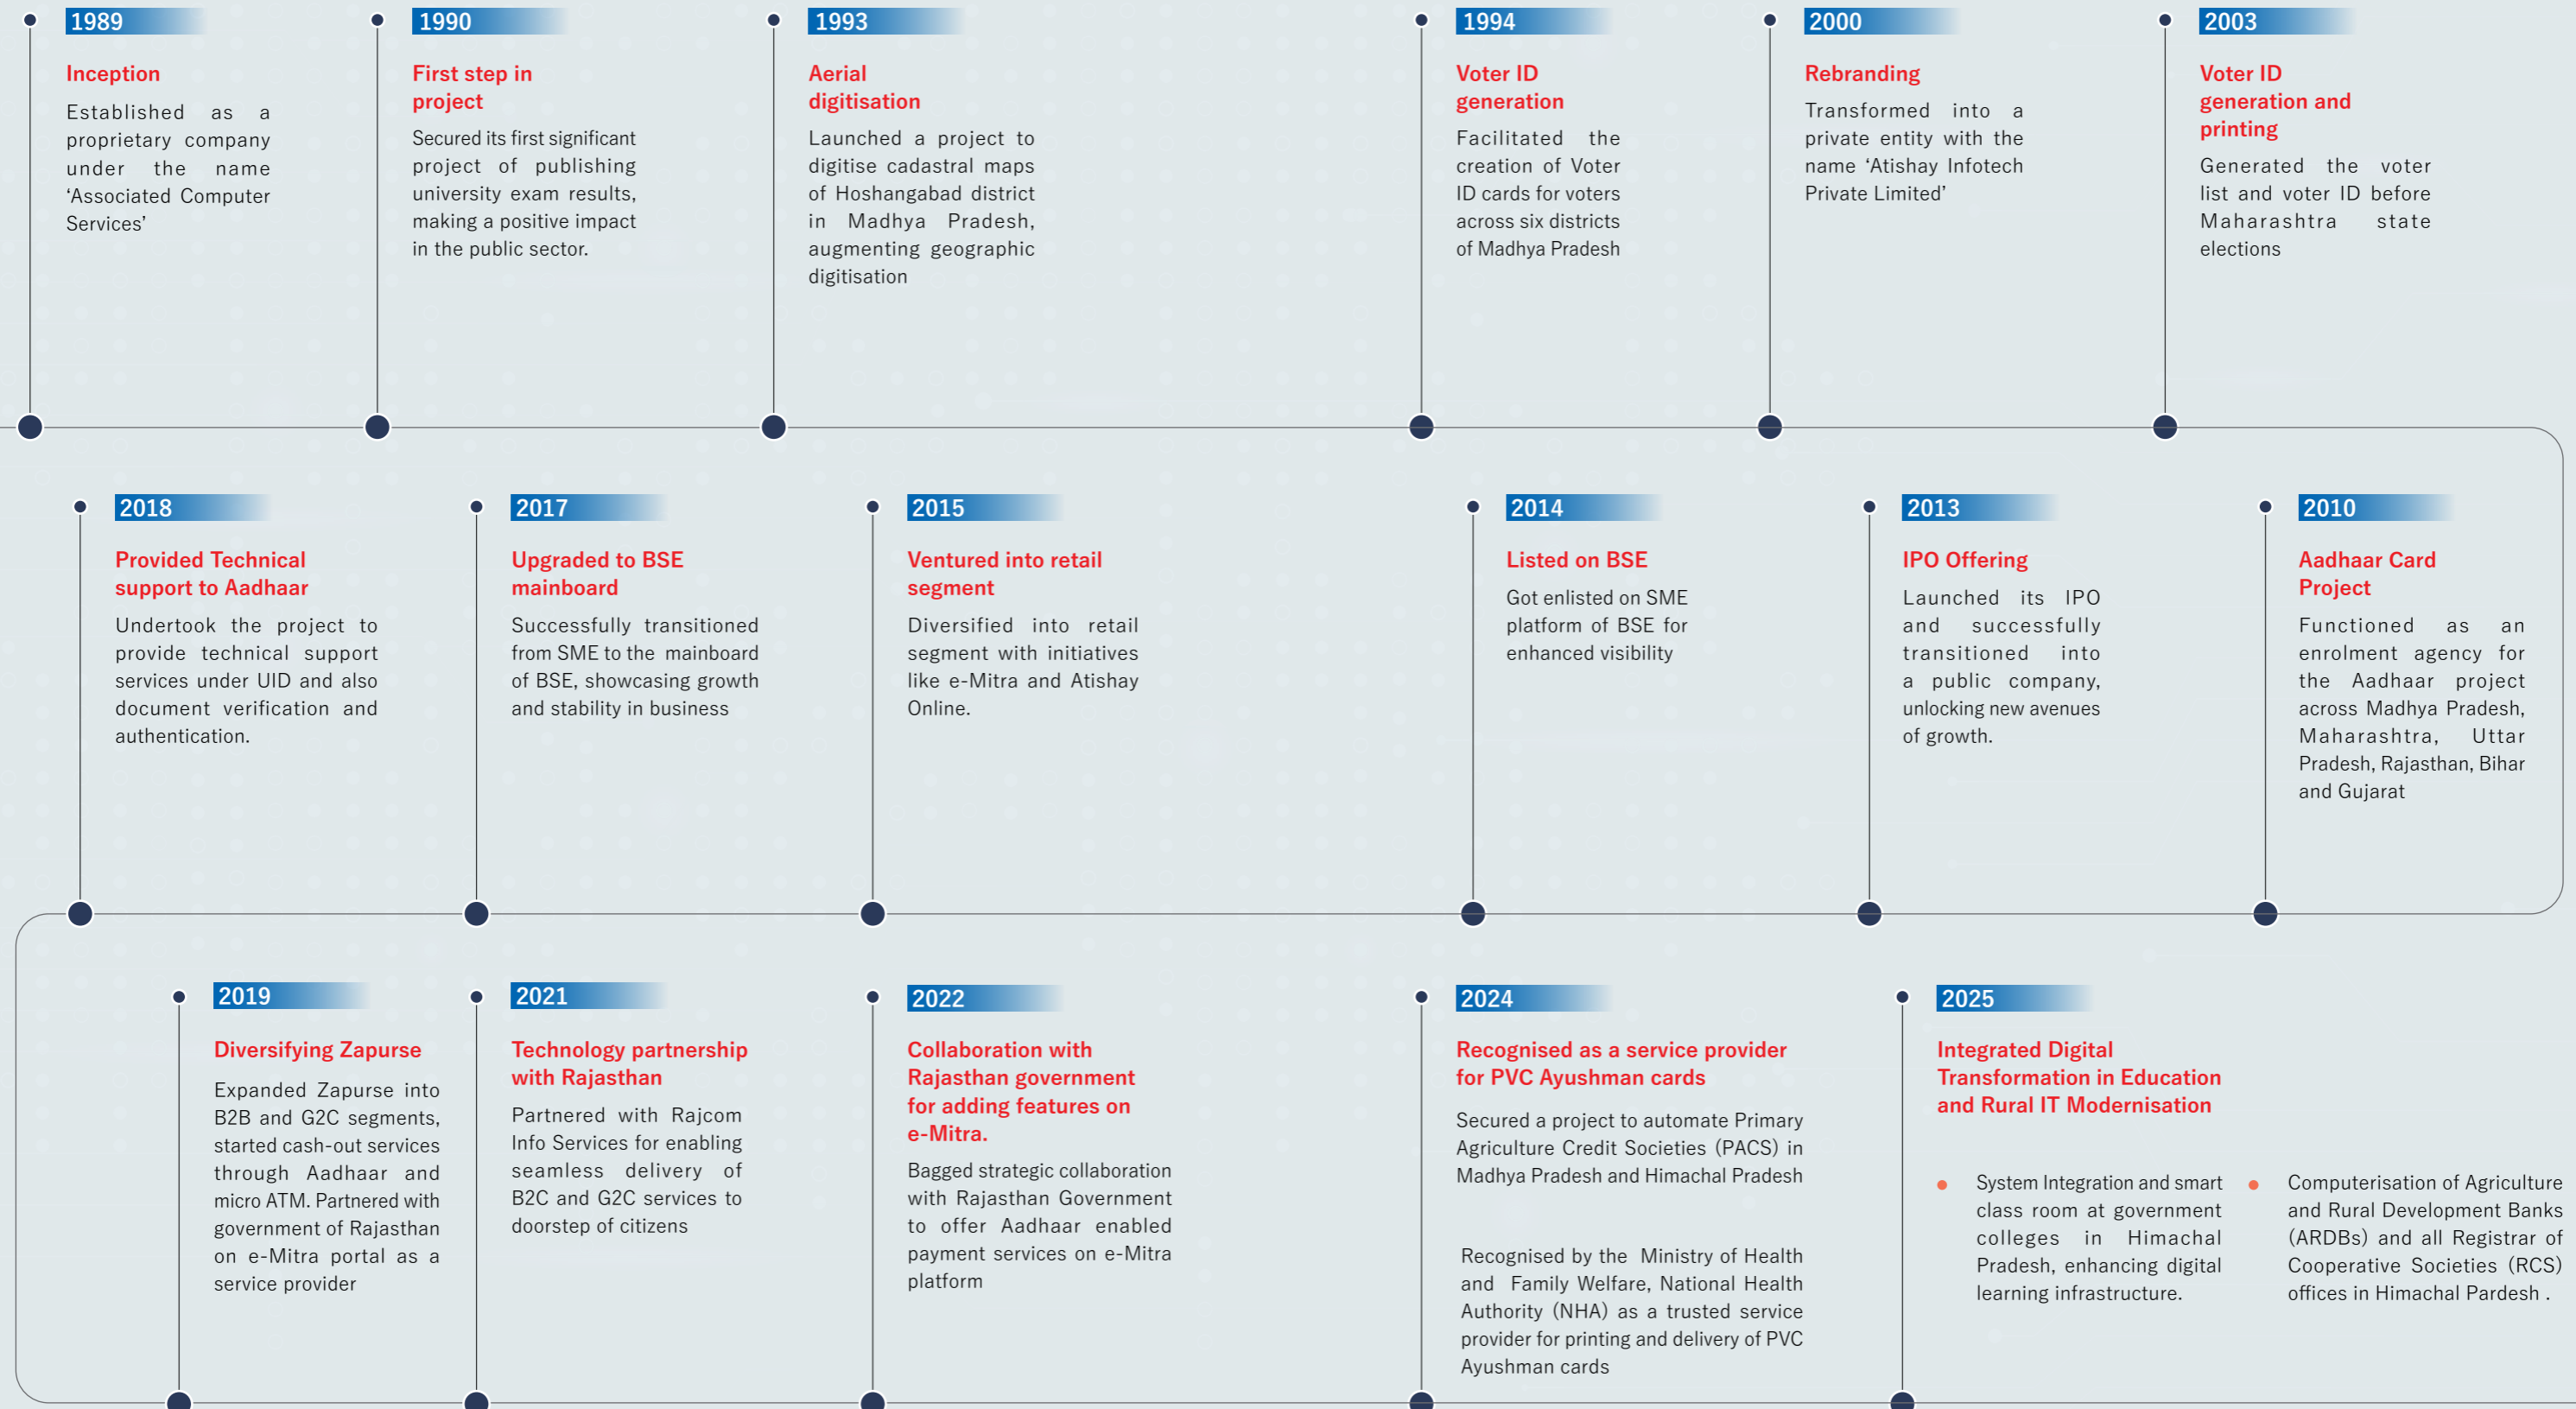 1989
Inception
Established as a
proprietary company
under the name
‘Associated Computer
Services’
1990
First step in
project
Secured its first significant
project of publishing
university exam results,
making a positive impact
in the public sector.
1993
Aerial
digitisation
Launched a project to
digitise cadastral maps
of Hoshangabad district
in Madhya Pradesh,
augmenting geographic
digitisation
1994
Voter ID
generation
Facilitated the
creation of Voter
ID cards for voters
across six districts
of Madhya Pradesh
2000
Rebranding
Transformed into a
private entity with the
name ‘Atishay Infotech
Private Limited’
2003
Voter ID
generation and
printing
Generated the voter
list and voter ID before
Maharashtra state
elections
2018
Provided Technical
support to Aadhaar
Undertook the project to
provide technical support
services under UID and also
document verification and
authentication.
2017
Upgraded to BSE
mainboard
Successfully transitioned
from SME to the mainboard
of BSE, showcasing growth
and stability in business
2015
Ventured into retail
segment
Diversified into retail
segment with initiatives
like e-Mitra and Atishay
Online.
2014
Listed on BSE
Got enlisted on SME
platform of BSE for
enhanced visibility
2013
IPO Offering
Launched its IPO
and successfully
transitioned into
a public company,
unlocking new avenues
of growth.
2010
Aadhaar Card
Project
Functioned as an
enrolment agency for
the Aadhaar project
across Madhya Pradesh,
Maharashtra, Uttar
Pradesh, Rajasthan, Bihar
and Gujarat
2019
Diversifying Zapurse
Expanded Zapurse into
B2B and G2C segments,
started cash-out services
through Aadhaar and
micro ATM. Partnered with
government of Rajasthan
on e-Mitra portal as a
service provider
2021
Technology partnership
with Rajasthan
Partnered with Rajcom
Info Services for enabling
seamless delivery of
B2C and G2C services to
doorstep of citizens
2022
Collaboration with
Rajasthan government
for adding features on
e-Mitra.
Bagged strategic collaboration
with Rajasthan Government
to offer Aadhaar enabled
payment services on e-Mitra
platform
2024
Recognised as a service provider
for PVC Ayushman cards
Secured a project to automate Primary
Agriculture Credit Societies (PACS) in
Madhya Pradesh and Himachal Pradesh
Recognised by the Ministry of Health
and Family Welfare, National Health
Authority (NHA) as a trusted service
provider for printing and delivery of PVC
Ayushman cards
2025
Integrated Digital
Transformation in Education
and Rural IT Modernisation
System Integration and smart
class room at government
colleges in Himachal
Pradesh, enhancing digital
learning infrastructure.
Computerisation of Agriculture
and Rural Development Banks
(ARDBs) and all Registrar of
Cooperative Societies (RCS)
offices in Himachal Pardesh .